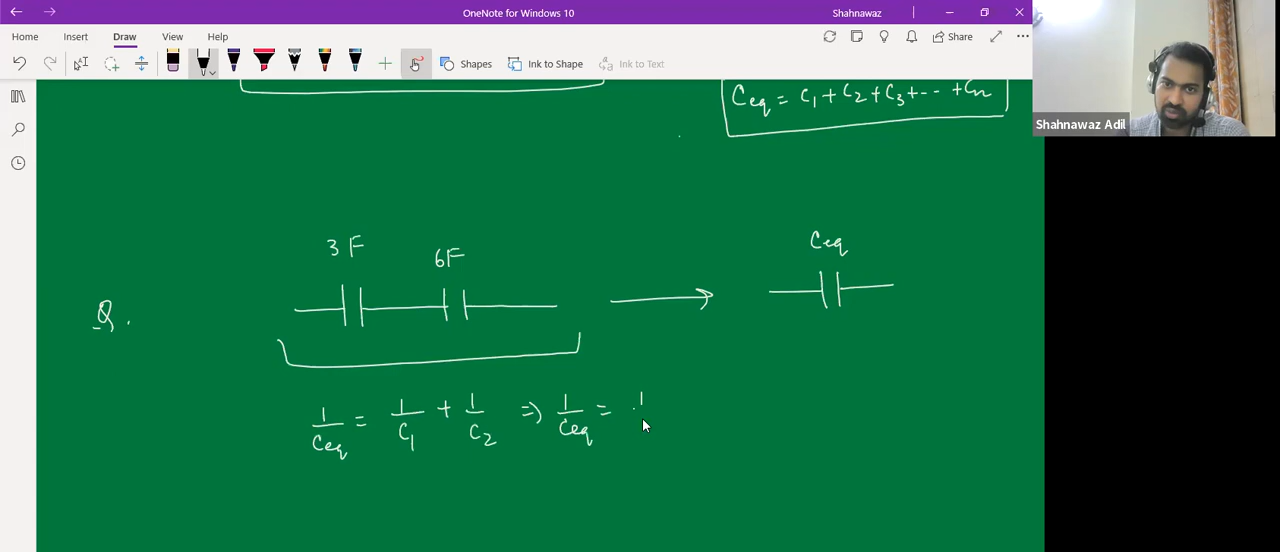 OneNote for Windows 10
Shahnawaz
Home Insert Draw View Help
Share
Shapes Ink to Shape Ink to Text
Shahnawaz Adil
Ceq = C1 + C2 + C3 + -- - + Cn
3 F
6F
Ceq
Q.
1/Ceq = 1/C1 + 1/C2 => 1/Ceq = 1